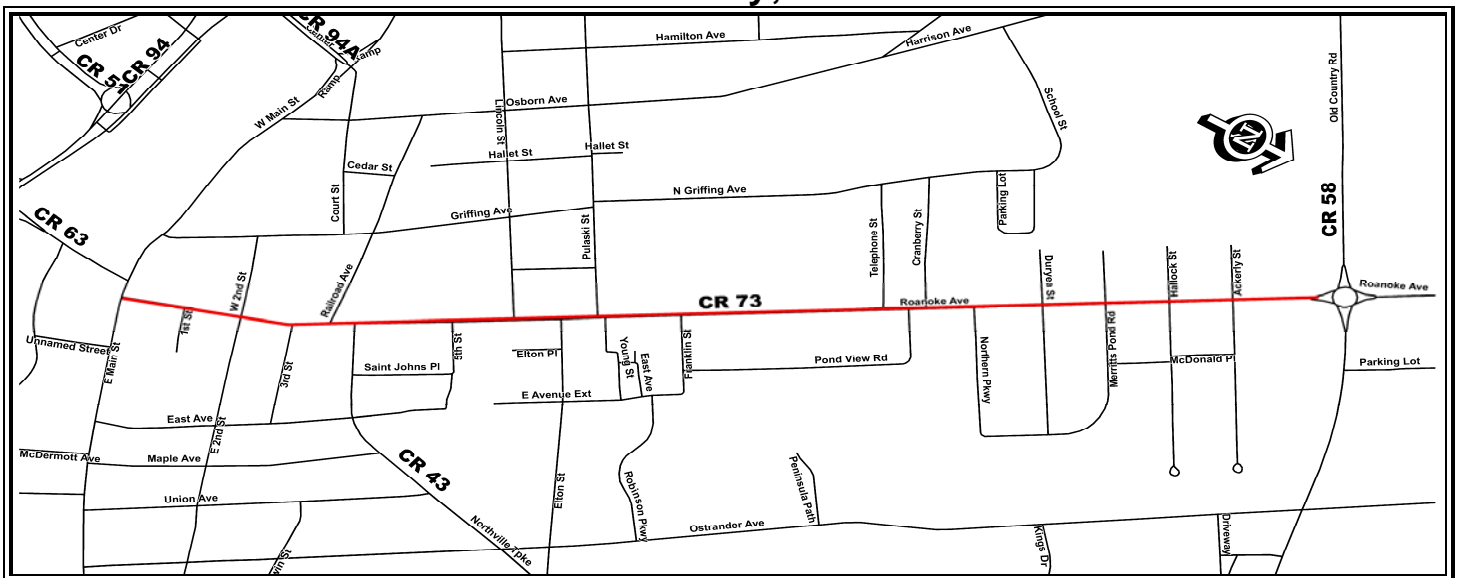 Center Dr
CR 51
CR 94
CR 94A
Center
Ramp
Ramp
W Main St
Hamilton Ave
Harrison Ave
Lincoln St
Osborn Ave
School St
Old Country Rd
N
Hallet St
Hallet St
Cedar St
Court St
Griffing Ave
N Griffing Ave
Parking Lot
CR 58
CR 63
Pulaski St
Telephone St
Cranberry St
W 2nd St
Railroad Ave
Duryea St
Hallock St
Ackerly St
CR 73
Roanoke Ave
Roanoke Ave
1st St
Unnamed Street
E Main St
3rd St
Saint Johns Pl
5th St
Elton Pl
Young St
East Ave
Franklin St
Pond View Rd
Northern Pkwy
Merritts Pond Rd
McDonald Pl
Parking Lot
E Avenue Ext
East Ave
E 2nd St
McDermott Ave
Maple Ave
CR 43
Union Ave
Elton St
Robinson Pkwy
Peninsula Path
Northville Tpke
Ostrander Ave
Kings Dr
Driveway
win St